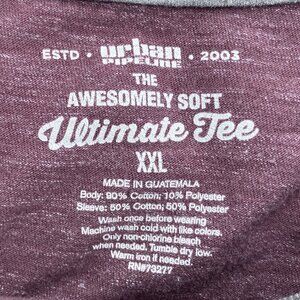 ESTD • urban • 2003
PIPELINE
THE
AWESOMELY SOFT
Ultimate Tee
XXL
MADE IN GUATEMALA
Body: 90% Cotton; 10% Polyester
Sleeve: 50% Cotton; 50% Polyester
Wash once before wearing
Machine wash cold with like colors.
Only non-chlorine bleach
when needed. Tumble dry low.
Warm iron if needed.
RN#73277